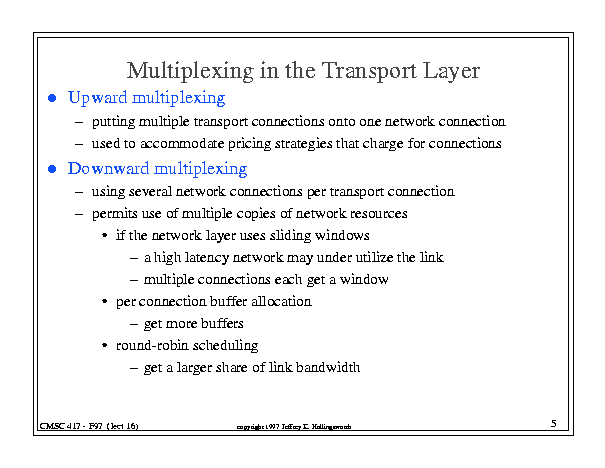 Multiplexing in the Transport Layer
● Upward multiplexing
– putting multiple transport connections onto one network connection
– used to accommodate pricing strategies that charge for connections
● Downward multiplexing
– using several network connections per transport connection
– permits use of multiple copies of network resources
• if the network layer uses sliding windows
– a high latency network may under utilize the link
– multiple connections each get a window
• per connection buffer allocation
– get more buffers
• round-robin scheduling
– get a larger share of link bandwidth
CMSC 417 - F97 (lect 16)
copyright 1997 Jeffrey K. Hollingsworth
5